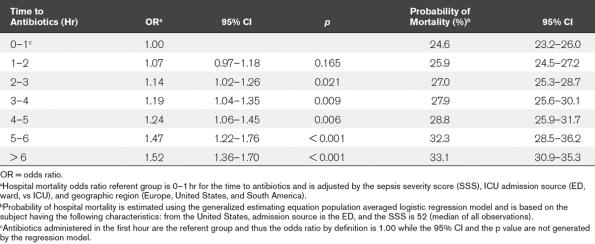 Time to Antibiotics (Hr) ORᵃ 95% CI p Probability of Mortality (%)ᵇ 95% CI
0–1ᶜ 1.00 24.6 23.2–26.0
1–2 1.07 0.97–1.18 0.165 25.9 24.5–27.2
2–3 1.14 1.02–1.26 0.021 27.0 25.3–28.7
3–4 1.19 1.04–1.35 0.009 27.9 25.6–30.1
4–5 1.24 1.06–1.45 0.006 28.8 25.9–31.7
5–6 1.47 1.22–1.76 < 0.001 32.3 28.5–36.2
> 6 1.52 1.36–1.70 < 0.001 33.1 30.9–35.3
OR = odds ratio.
ᵃHospital mortality odds ratio referent group is 0–1 hr for the time to antibiotics and is adjusted by the sepsis severity score (SSS), ICU admission source (ED,
ward, vs ICU), and geographic region (Europe, United States, and South America).
ᵇProbability of hospital mortality is estimated using the generalized estimating equation population averaged logistic regression model and is based on the
subject having the following characteristics: from the United States, admission source is the ED, and the SSS is 52 (median of all observations).
ᶜAntibiotics administered in the first hour are the referent group and thus the odds ratio by definition is 1.00 while the 95% CI and the p value are not generated
by the regression model.